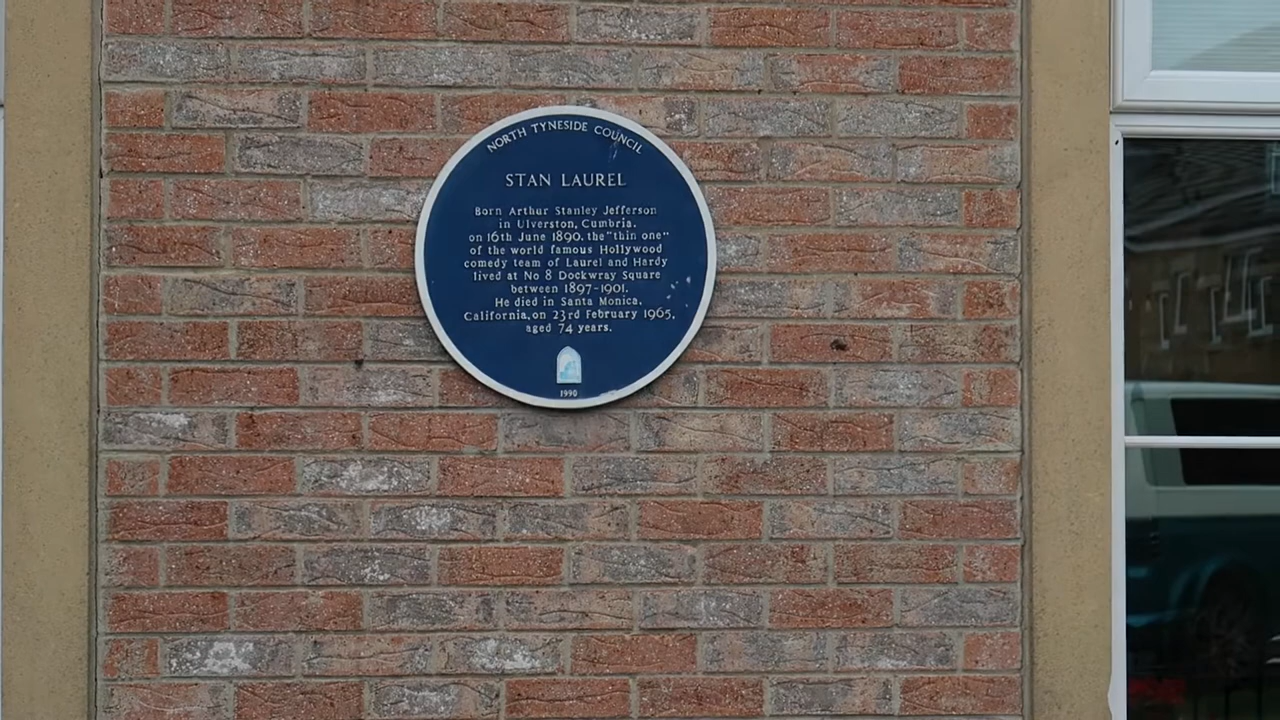 NORTH TYNESIDE COUNCIL
STAN LAUREL
Born Arthur Stanley Jefferson
in Ulverston, Cumbria.
on 16th June 1890. the "thin one"
of the world famous Hollywood
comedy team of Laurel and Hardy
lived at No 8 Dockwray Square
between 1897-1901.
He died in Santa Monica,
California, on 23rd February 1965,
aged 74 years.
1990